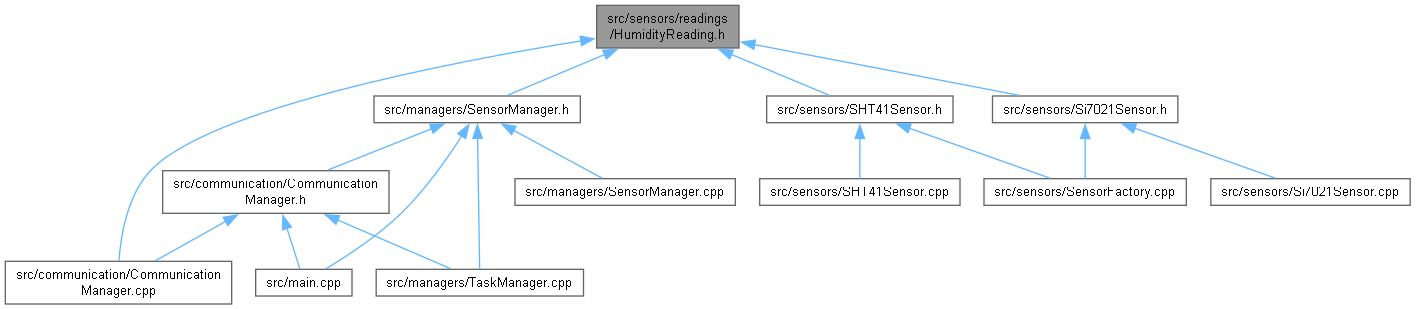 src/sensors/readings
/HumidityReading.h
src/managers/SensorManager.h
src/sensors/SHT41Sensor.h
src/sensors/Si7021Sensor.h
src/communication/Communication
Manager.h
src/managers/SensorManager.cpp
src/sensors/SHT41Sensor.cpp
src/sensors/SensorFactory.cpp
src/sensors/Si7021Sensor.cpp
src/communication/Communication
Manager.cpp
src/main.cpp
src/managers/TaskManager.cpp